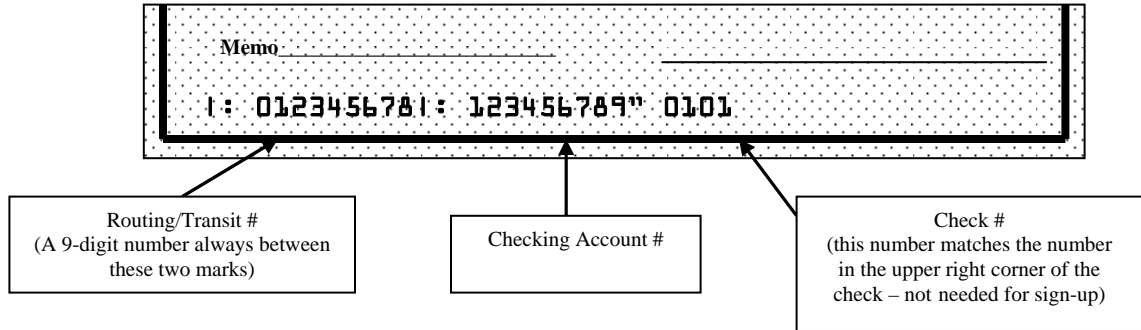 Memo
|: 012345678|: 123456789” 0101
Routing/Transit #
(A 9-digit number always between
these two marks)
Checking Account #
Check #
(this number matches the number
in the upper right corner of the
check – not needed for sign-up)